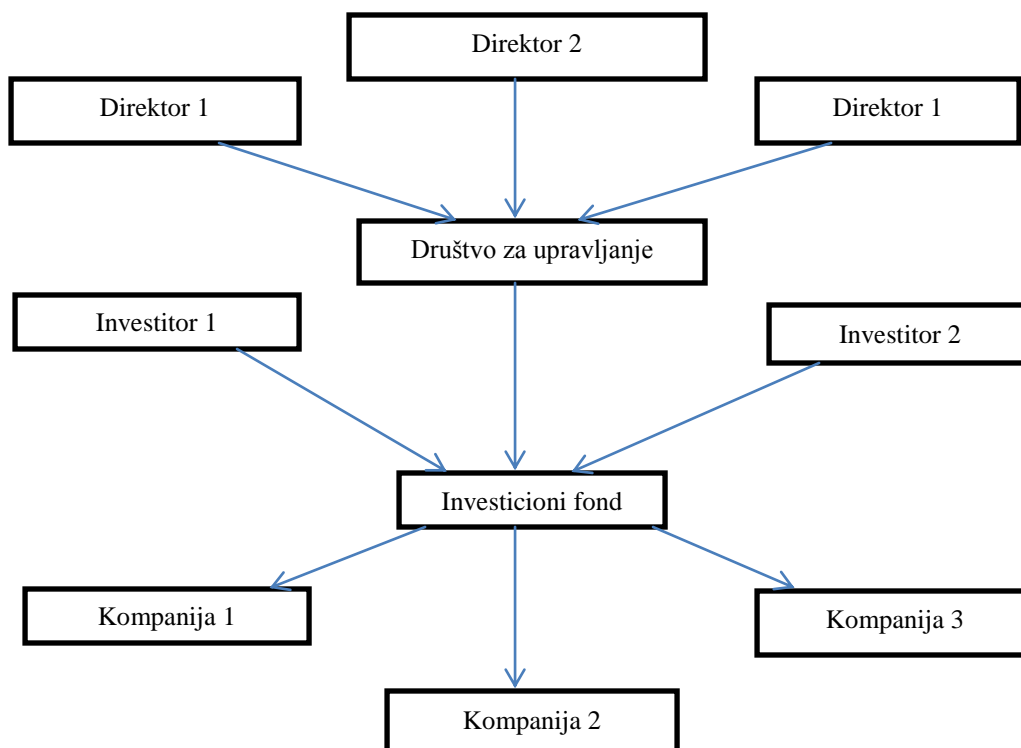 Direktor 2
Direktor 1
Direktor 1
Društvo za upravljanje
Investitor 1
Investitor 2
Investicioni fond
Kompanija 1
Kompanija 3
Kompanija 2